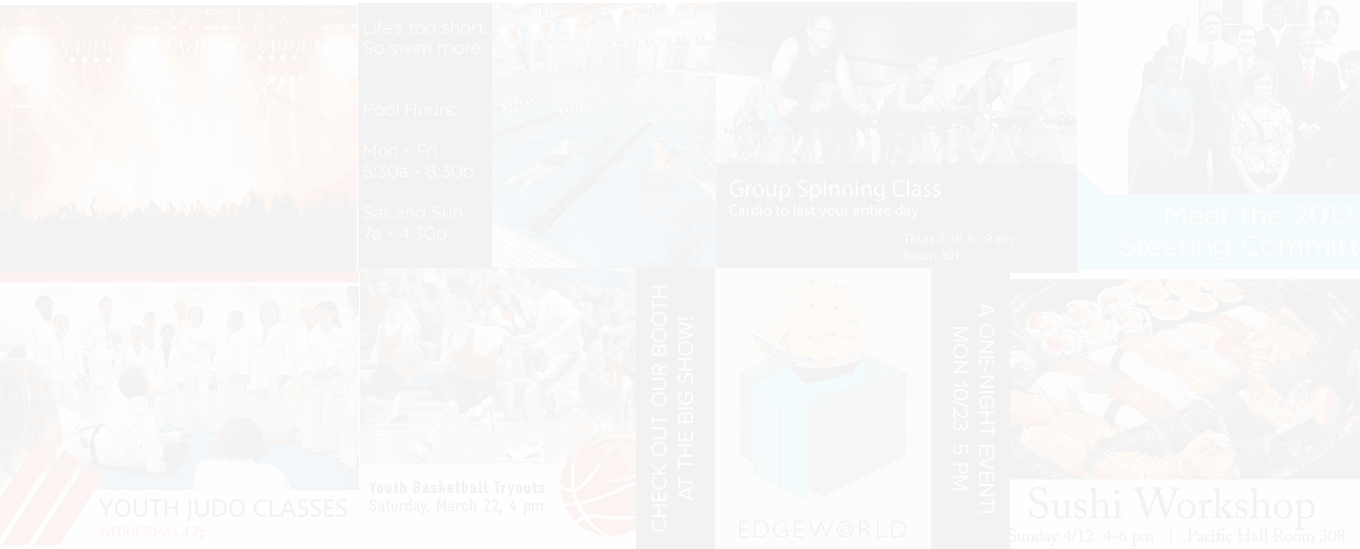 Life's too short.
So swim more.
Pool Hours:
Mon - Fri
5:30a - 8:30p
Sat and Sun
7a - 4:30p
Group Spinning Class
Cardio to last your entire day
Thurs 3/19 6 - 9 am
Room 301
Meet the 2012
Steering Committ
YOUTH JUDO CLASSES
WEDNESDAYS 4-7p
Youth Basketball Tryouts
Saturday, March 22, 4 pm
CHECK OUT OUR BOOTH
AT THE BIG SHOW!
EDGEWORLD
A ONE-NIGHT EVENT!
MON 10/23 5 PM
Sushi Workshop
Sunday 4/12 4-6 pm | Pacific Hall Room 308